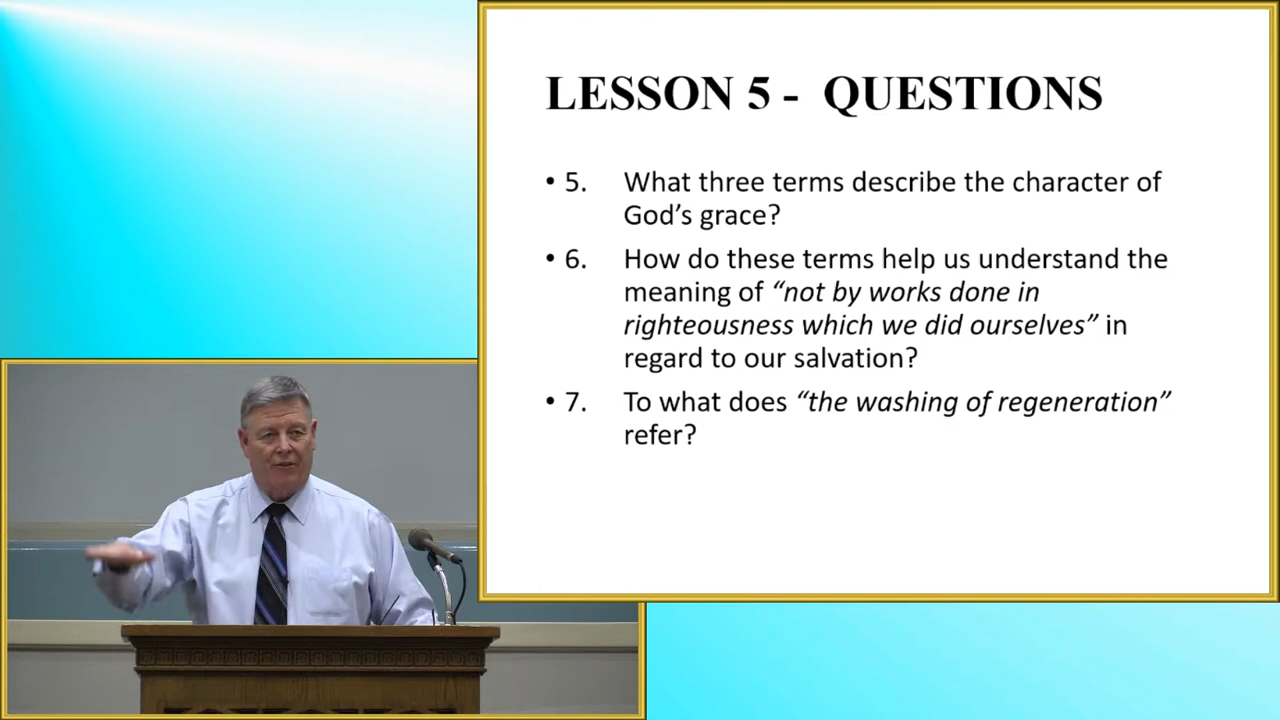 LESSON 5 - QUESTIONS
• 5. What three terms describe the character of
God’s grace?
• 6. How do these terms help us understand the
meaning of “not by works done in
righteousness which we did ourselves” in
regard to our salvation?
• 7. To what does “the washing of regeneration”
refer?